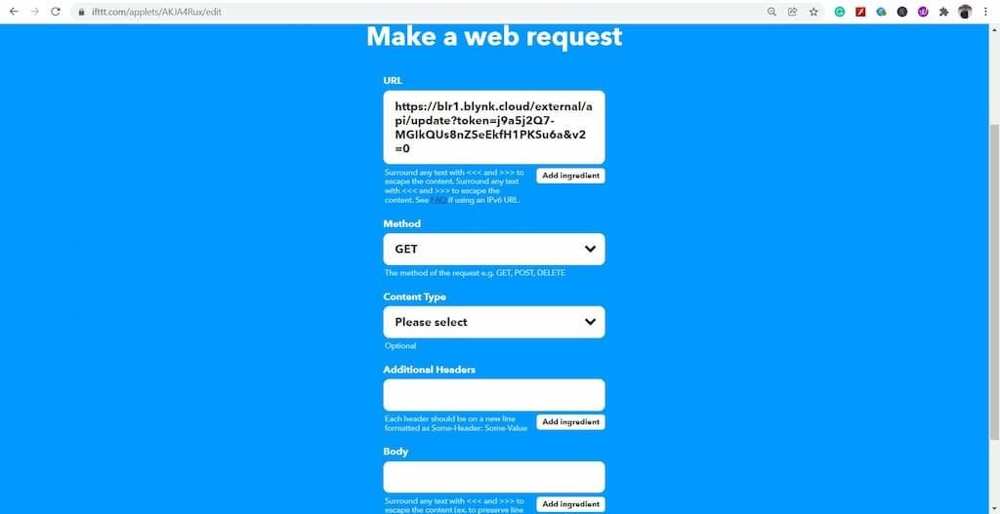 ifttt.com/applets/AKJA4Rux/edit
Make a web request
URL
https://blr1.blynk.cloud/external/a
pi/update?token=j9a5j2Q7-
MGIkQUs8nZSeEkfH1PKSu6a&v2
=0
Surround any text with <<< and >>> to
escape the content. Surround any text
with <<< and >>> to escape the
content. See FAQ if using an IPv6 URL.
Add ingredient
Method
GET
The method of the request e.g. GET, POST, DELETE
Content Type
Please select
Optional
Additional Headers
Each header should be on a new line
formatted as Some-Header: Some-Value
Add ingredient
Body
Surround any text with <<< and >>> to
escape the content (ex. to preserve line
Add ingredient